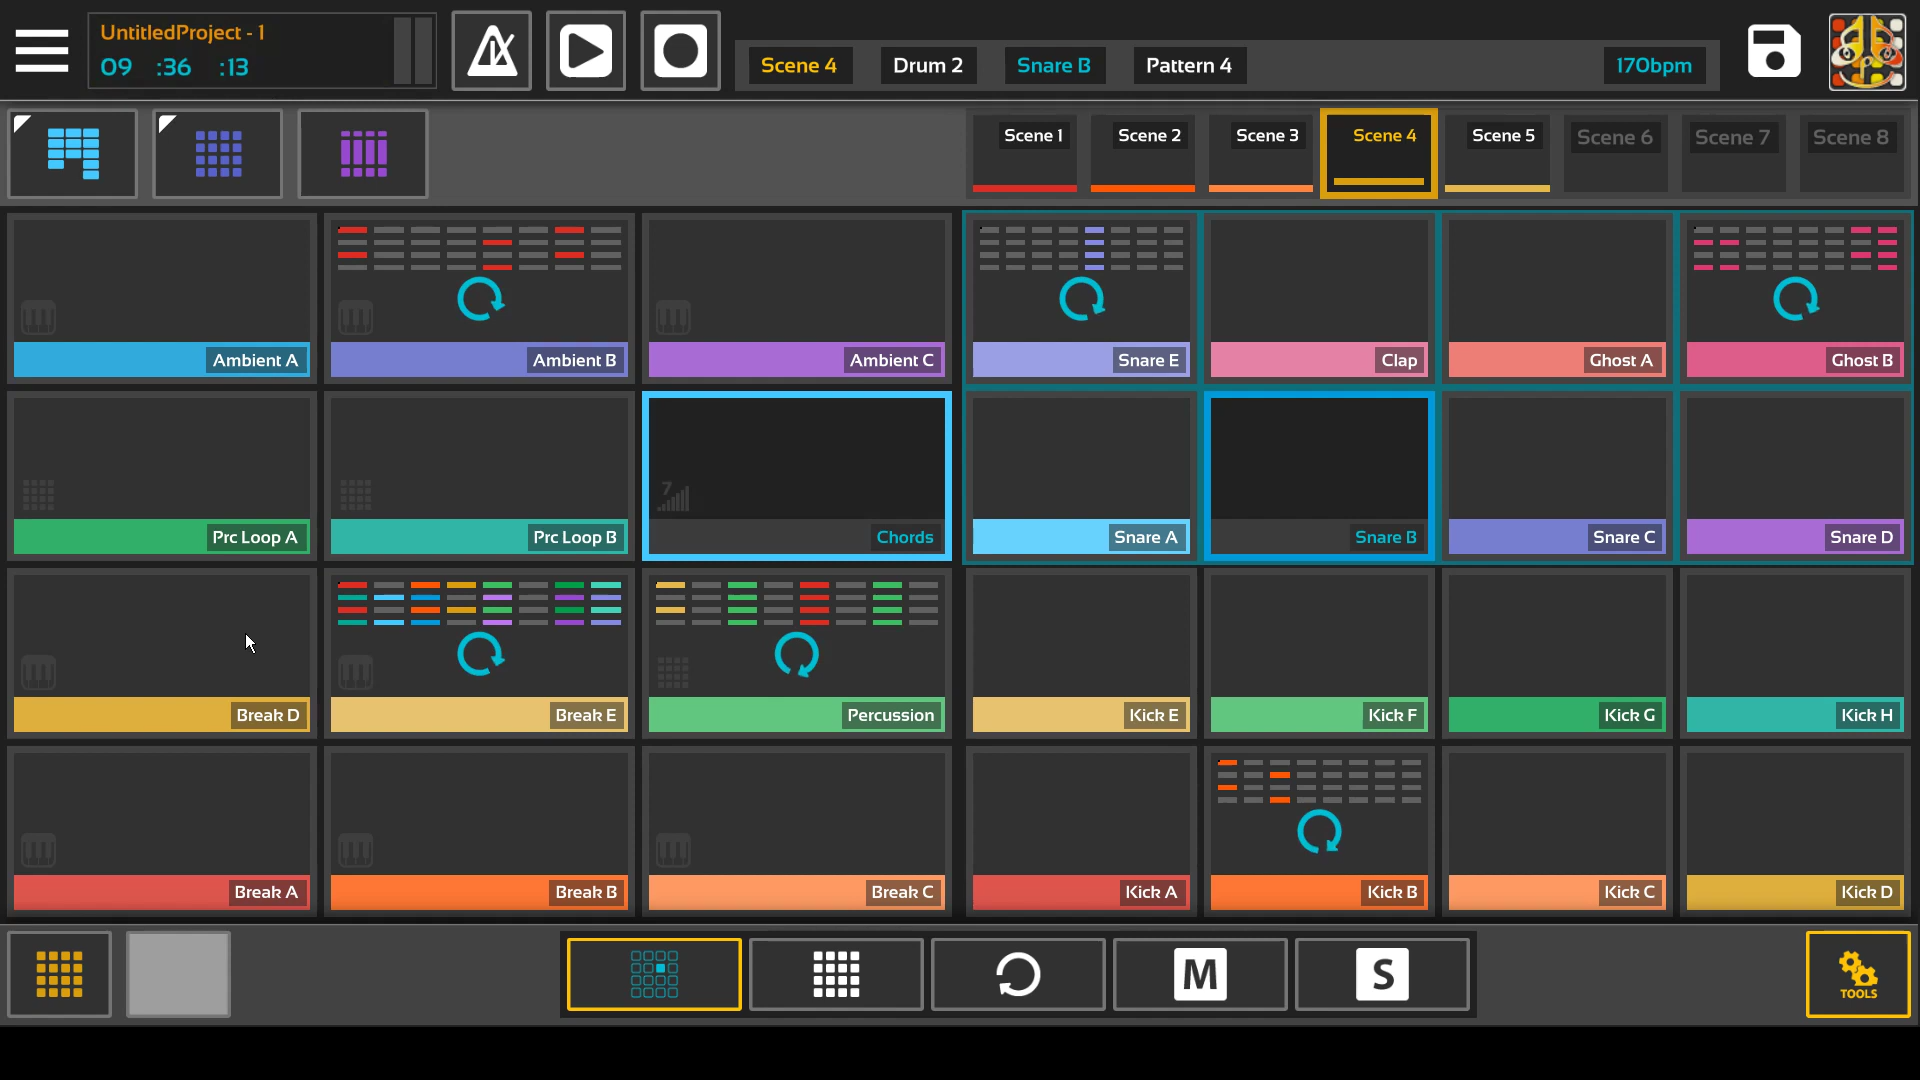 UntitledProject - 1
09 :36 :13
Scene 4
Drum 2
Snare B
Pattern 4
170bpm
Scene 1
Scene 2
Scene 3
Scene 4
Scene 5
Scene 6
Scene 7
Scene 8
Ambient A
Ambient B
Ambient C
Snare E
Clap
Ghost A
Ghost B
7
Prc Loop A
Prc Loop B
Chords
Snare A
Snare B
Snare C
Snare D
Break D
Break E
Percussion
Kick E
Kick F
Kick G
Kick H
Break A
Break B
Break C
Kick A
Kick B
Kick C
Kick D
M
S
TOOLS